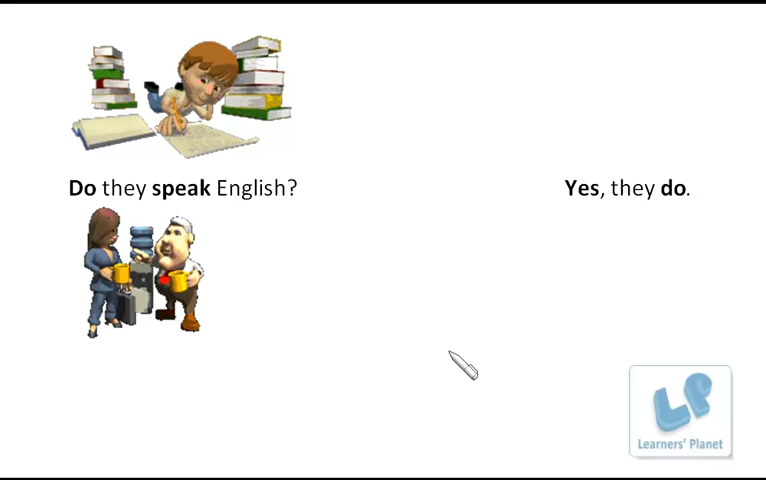 Do they speak English?
Yes, they do.
LP
Learners' Planet